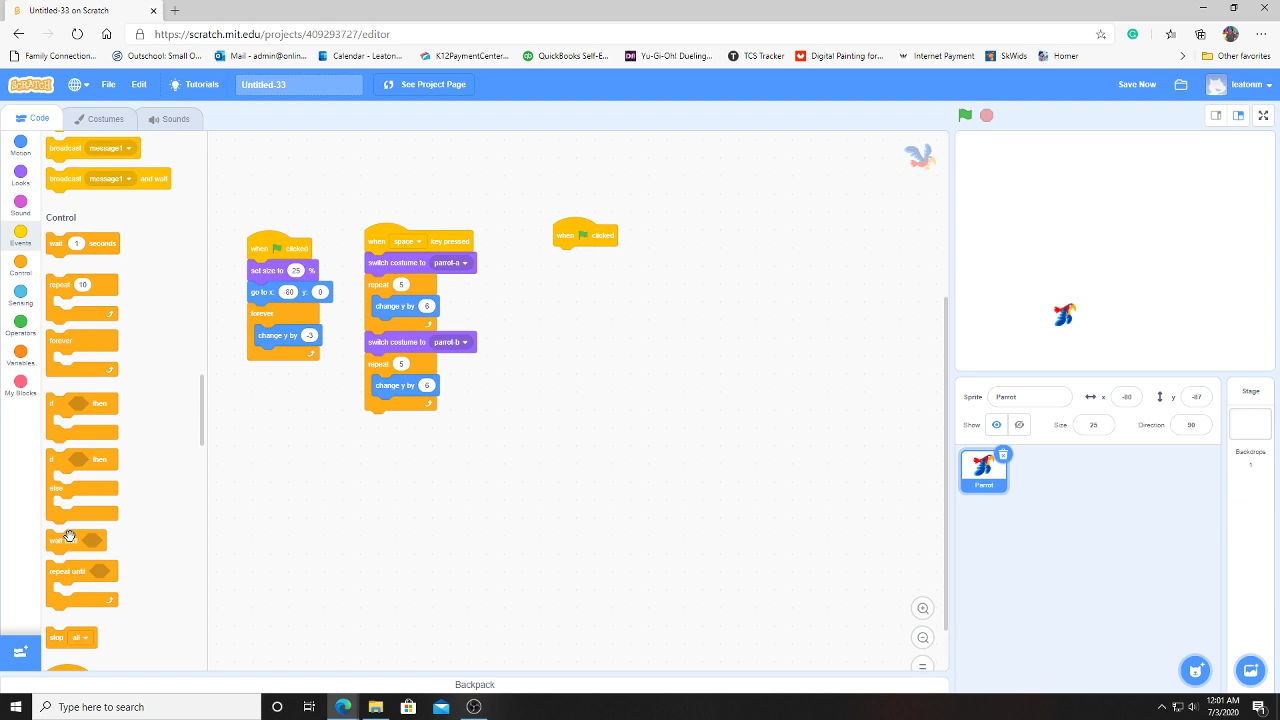 Untitled-33 on Scratch
https://scratch.mit.edu/projects/409293727/editor
Family Connection...
Outschool: Small O...
Mail - admin@onlin...
Calendar - Leaton...
K12PaymentCenter...
QuickBooks Self-E...
Yu-Gi-Oh! Dueling...
TCS Tracker
Digital Painting for...
Internet Payment
SkWids
Homer
Other favorites
SCRATCH
File
Edit
Tutorials
Untitled-33
See Project Page
Save Now
leatonm
Code
Costumes
Sounds
Motion
Looks
Sound
Events
Control
Sensing
Operators
Variables
My Blocks
broadcast message1
broadcast message1 and wait
Control
wait 1 seconds
repeat 10
forever
if then
if then
else
wait
repeat until
stop all
when clicked
set size to 25 %
go to x: -80 y: 0
forever
change y by -3
when space key pressed
switch costume to parrot-a
repeat 5
change y by 6
switch costume to parrot-b
repeat 5
change y by 6
when clicked
Sprite Parrot x -80 y -87
Show Size 25 Direction 90
Parrot
Stage
Backdrops
1
Backpack
Type here to search
12:01 AM
7/3/2020